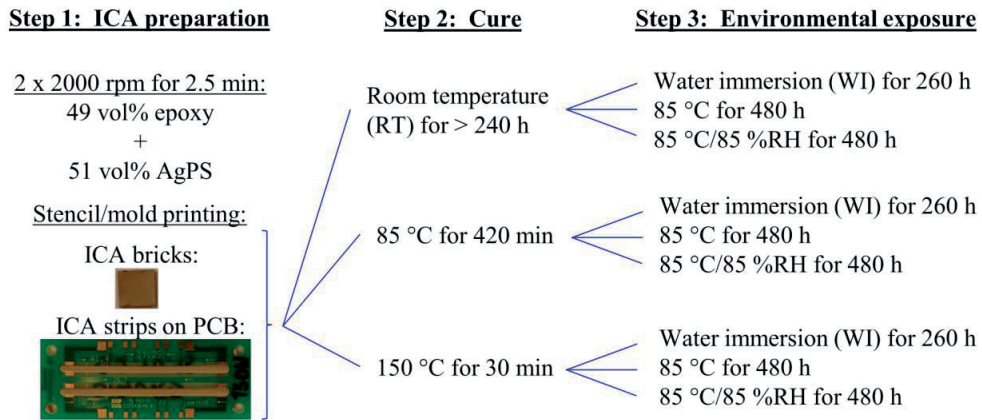 Step 1: ICA preparation
2 x 2000 rpm for 2.5 min:
49 vol% epoxy
+
51 vol% AgPS
Stencil/mold printing:
ICA bricks:
ICA strips on PCB:
Step 2: Cure
Room temperature
(RT) for > 240 h
85 °C for 420 min
150 °C for 30 min
Step 3: Environmental exposure
Water immersion (WI) for 260 h
85 °C for 480 h
85 °C/85 %RH for 480 h
Water immersion (WI) for 260 h
85 °C for 480 h
85 °C/85 %RH for 480 h
Water immersion (WI) for 260 h
85 °C for 480 h
85 °C/85 %RH for 480 h